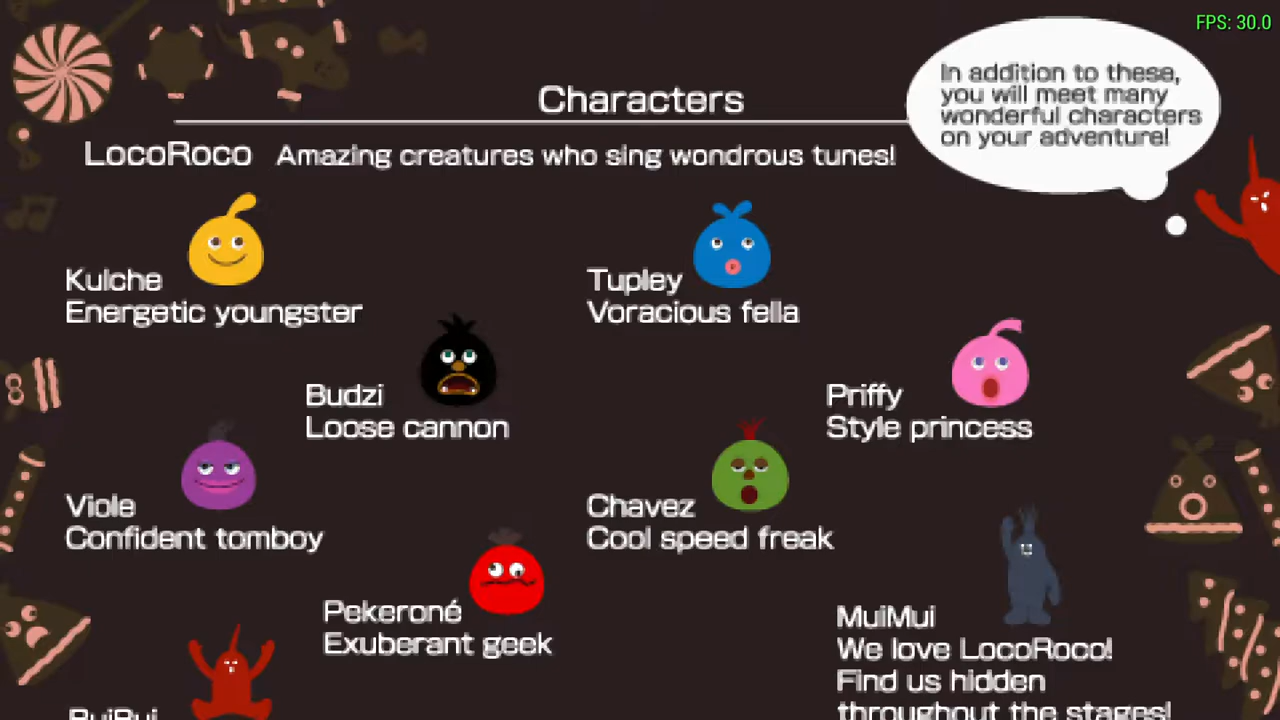 FPS: 30.0
In addition to these,
you will meet many
wonderful characters
on your adventure!
Characters
LocoRoco Amazing creatures who sing wondrous tunes!
Kulche
Energetic youngster
Tupley
Voracious fella
Budzi
Loose cannon
Priffy
Style princess
Viole
Confident tomboy
Chavez
Cool speed freak
Pekeroné
Exuberant geek
MuiMui
We love LocoRoco!
Find us hidden
throughout the stages!
BuiBui